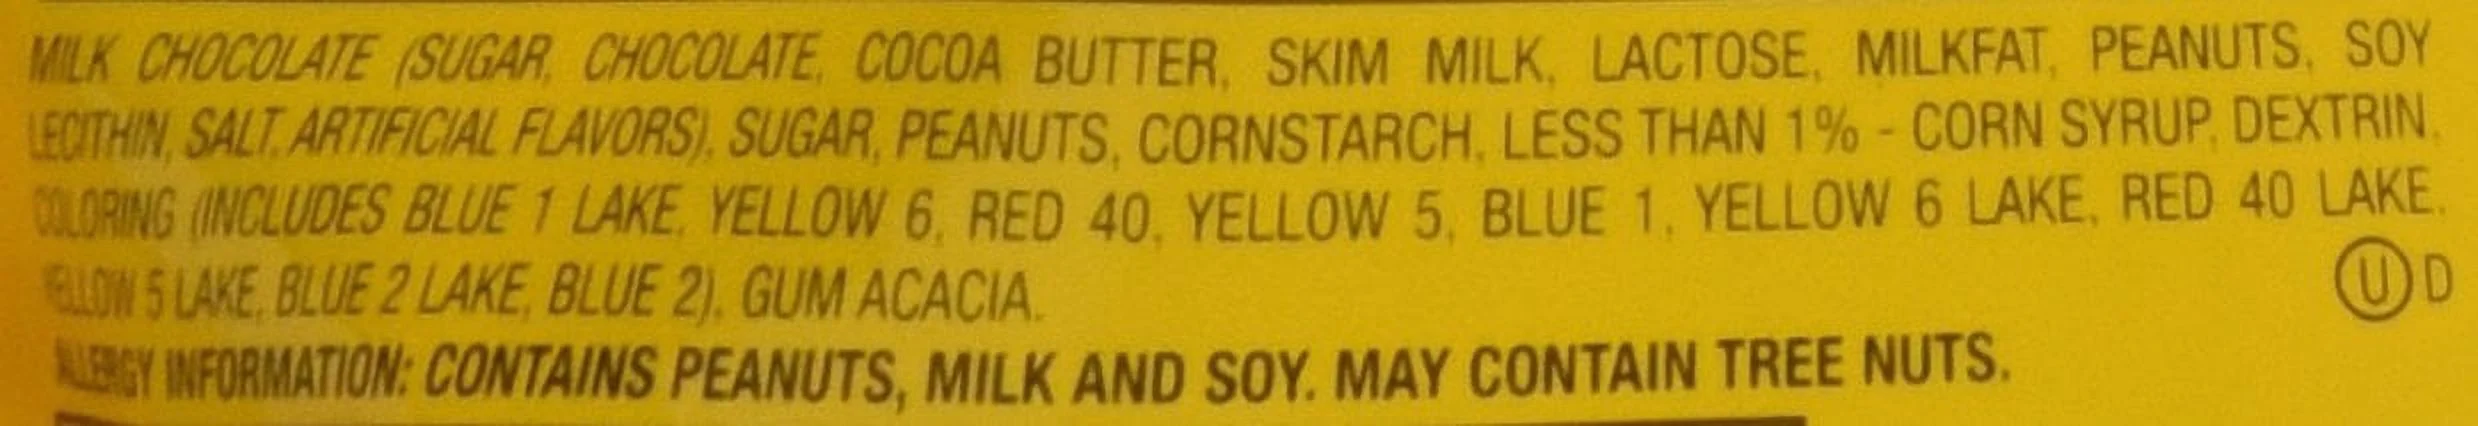 MILK CHOCOLATE (SUGAR, CHOCOLATE, COCOA BUTTER, SKIM MILK, LACTOSE, MILKFAT, PEANUTS, SOY
LECITHIN, SALT, ARTIFICIAL FLAVORS), SUGAR, PEANUTS, CORNSTARCH, LESS THAN 1% - CORN SYRUP, DEXTRIN,
COLORING (INCLUDES BLUE 1 LAKE, YELLOW 6, RED 40, YELLOW 5, BLUE 1, YELLOW 6 LAKE, RED 40 LAKE,
YELLOW 5 LAKE, BLUE 2 LAKE, BLUE 2), GUM ACACIA.
Ⓤ D
ALLERGY INFORMATION: CONTAINS PEANUTS, MILK AND SOY. MAY CONTAIN TREE NUTS.